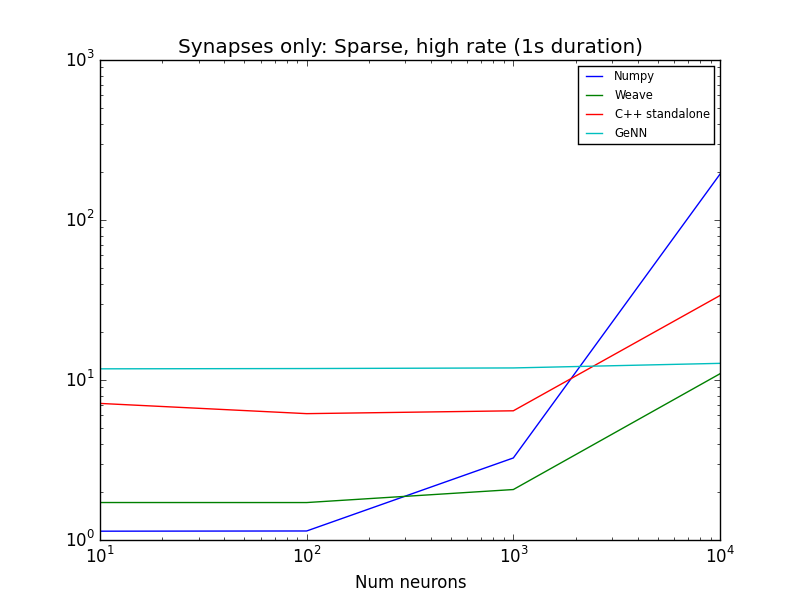 Synapses only: Sparse, high rate (1s duration)
10³
Numpy
Weave
C++ standalone
GeNN
10²
10¹
10⁰
10¹ 10² 10³ 10⁴
Num neurons